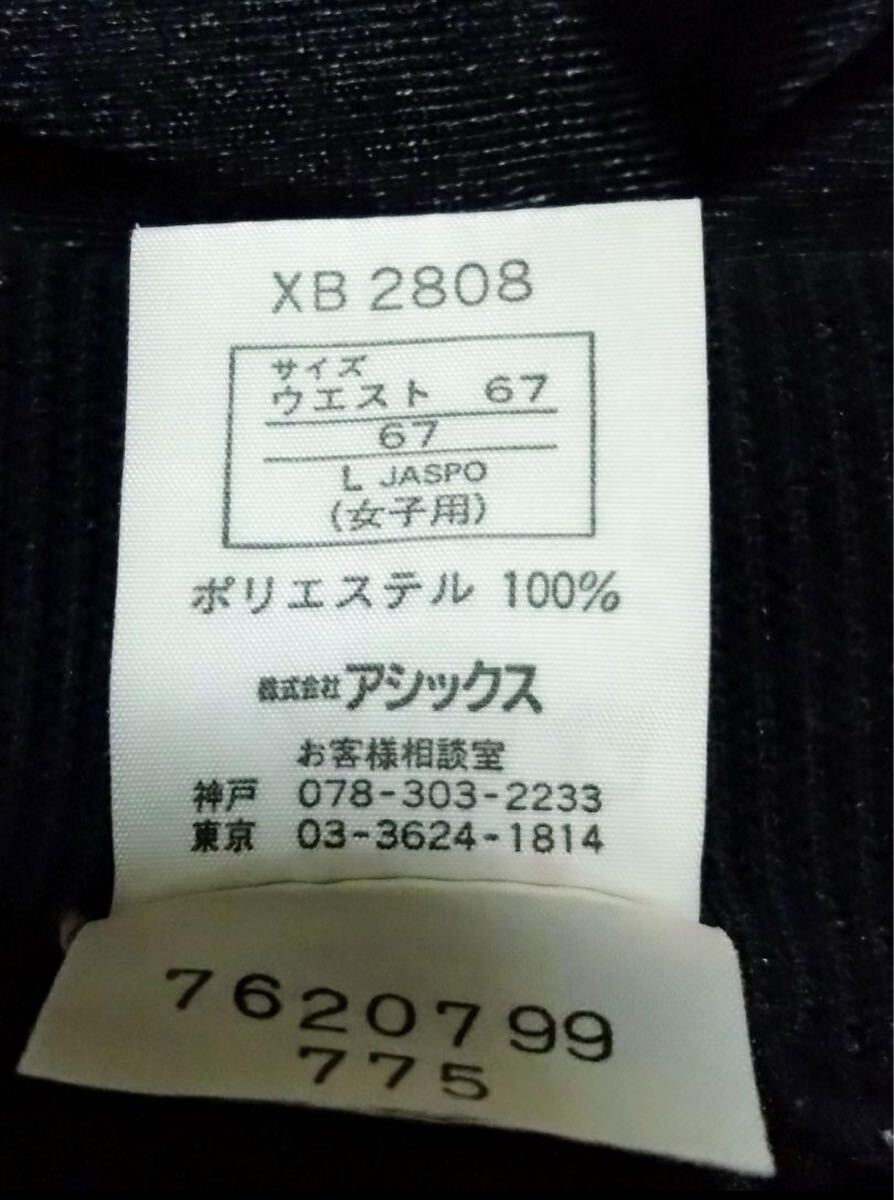 XB 2808
サイズ
ウエスト 67
67
L JASPO
(女子用)
ポリエステル 100%
株式会社アシックス
お客様相談室
神戸 078-303-2233
東京 03-3624-1814
7620799
775